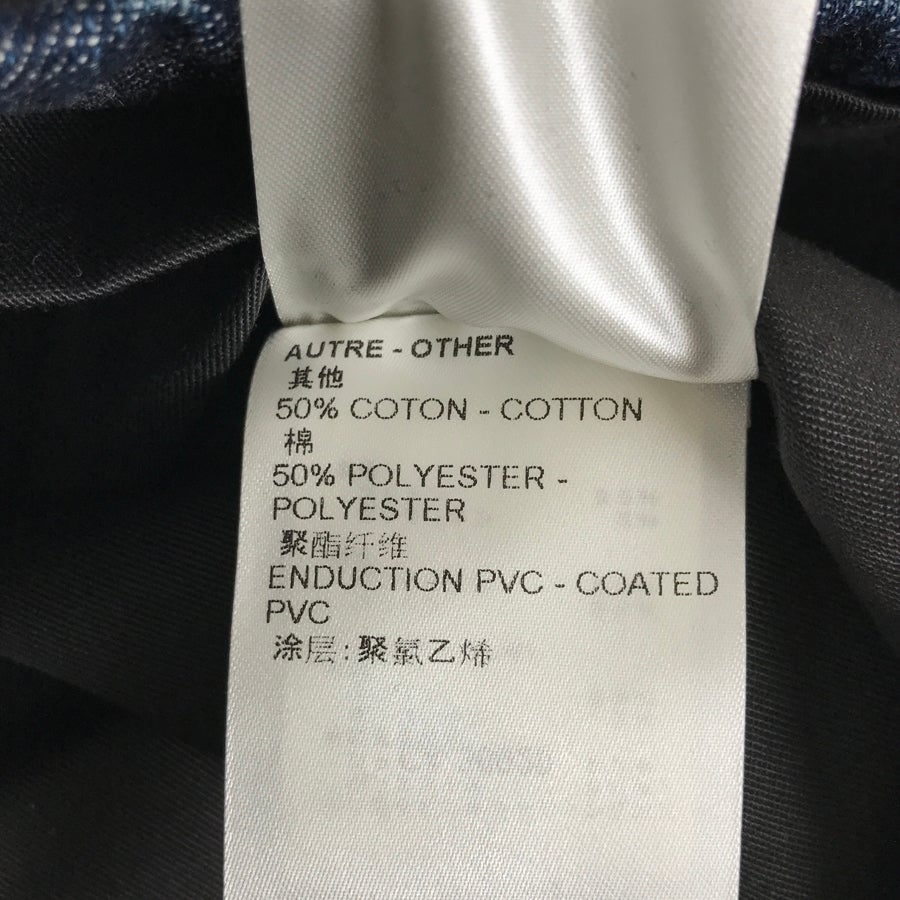 AUTRE - OTHER
其他
50% COTON - COTTON
棉
50% POLYESTER -
POLYESTER
聚酯纤维
ENDUCTION PVC - COATED
PVC
涂层:聚氯乙烯